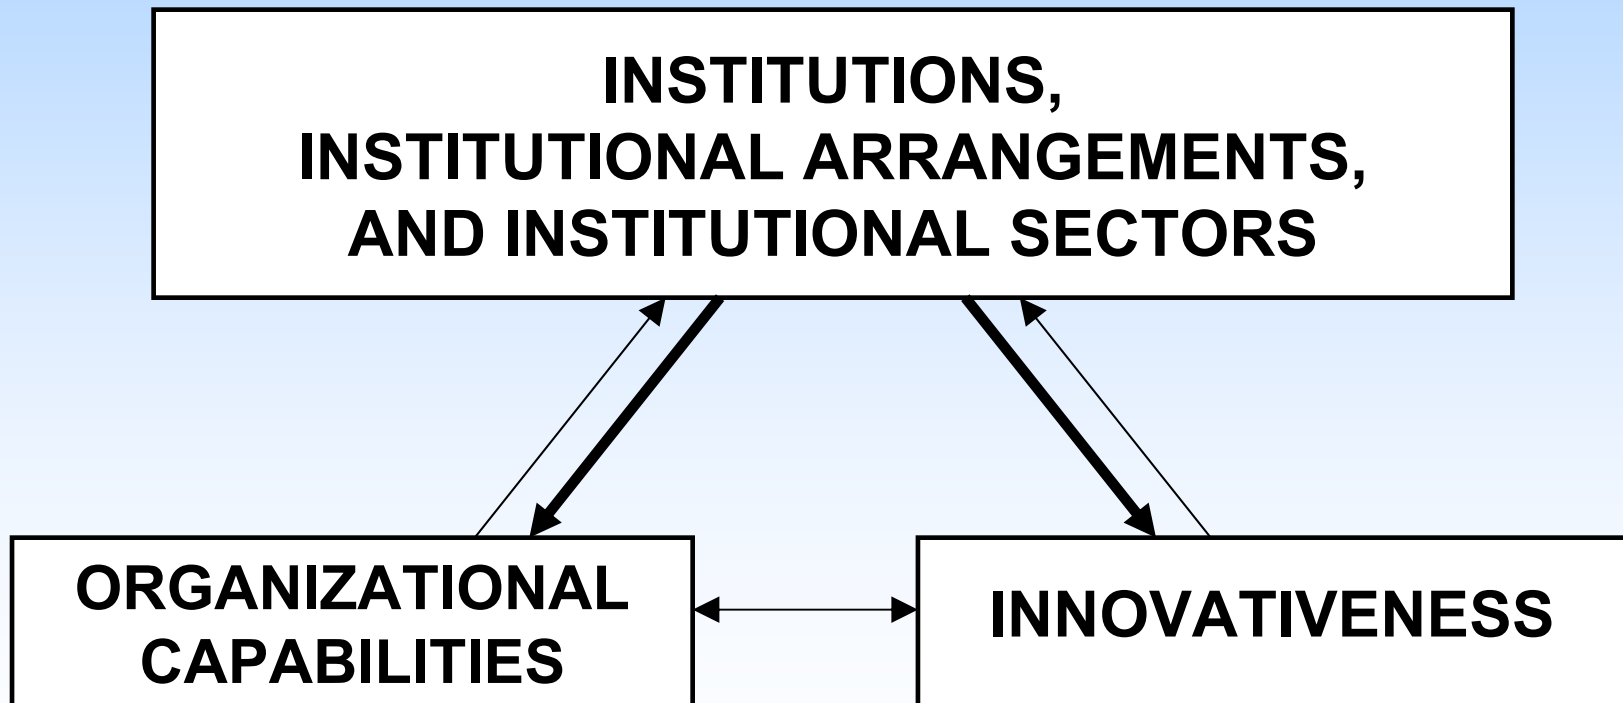 INSTITUTIONS,
INSTITUTIONAL ARRANGEMENTS,
AND INSTITUTIONAL SECTORS
ORGANIZATIONAL
CAPABILITIES
INNOVATIVENESS